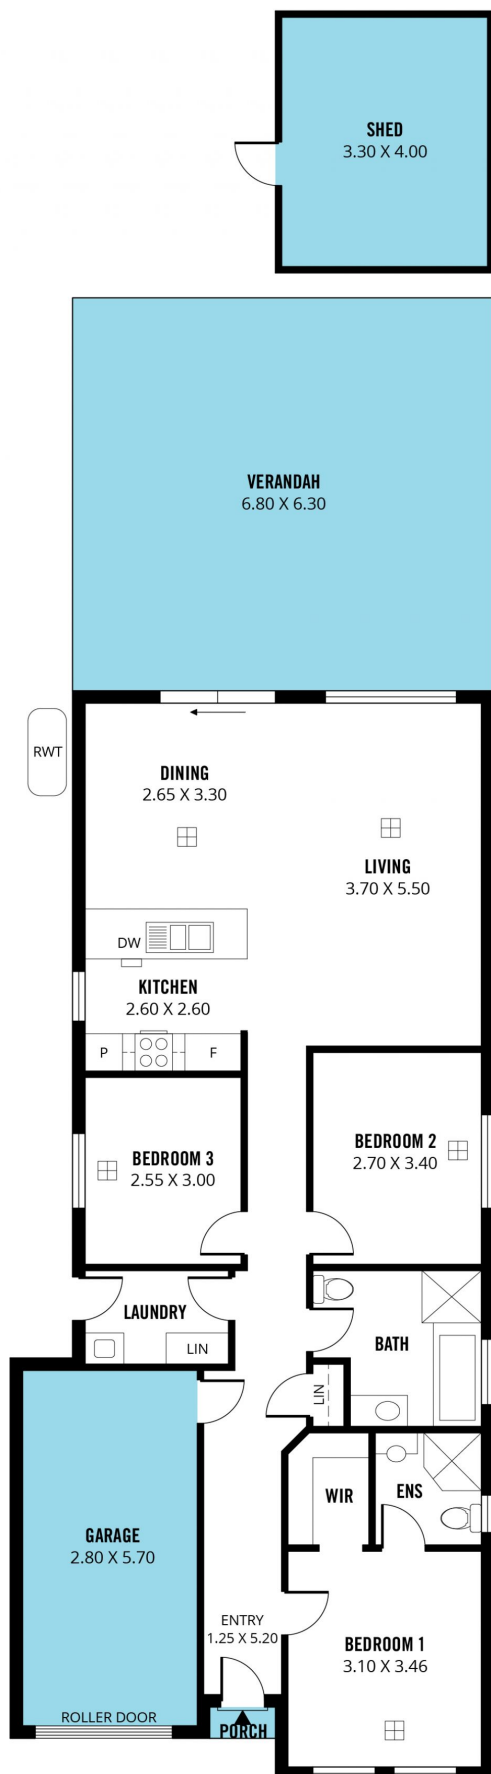 SHED
3.30 X 4.00
VERANDAH
6.80 X 6.30
RWT
DINING
2.65 X 3.30
LIVING
3.70 X 5.50
DW
KITCHEN
2.60 X 2.60
P
F
BEDROOM 3
2.55 X 3.00
BEDROOM 2
2.70 X 3.40
LAUNDRY
LIN
BATH
LIN
WIR
ENS
GARAGE
2.80 X 5.70
ENTRY
1.25 X 5.20
BEDROOM 1
3.10 X 3.46
ROLLER DOOR
PORCH